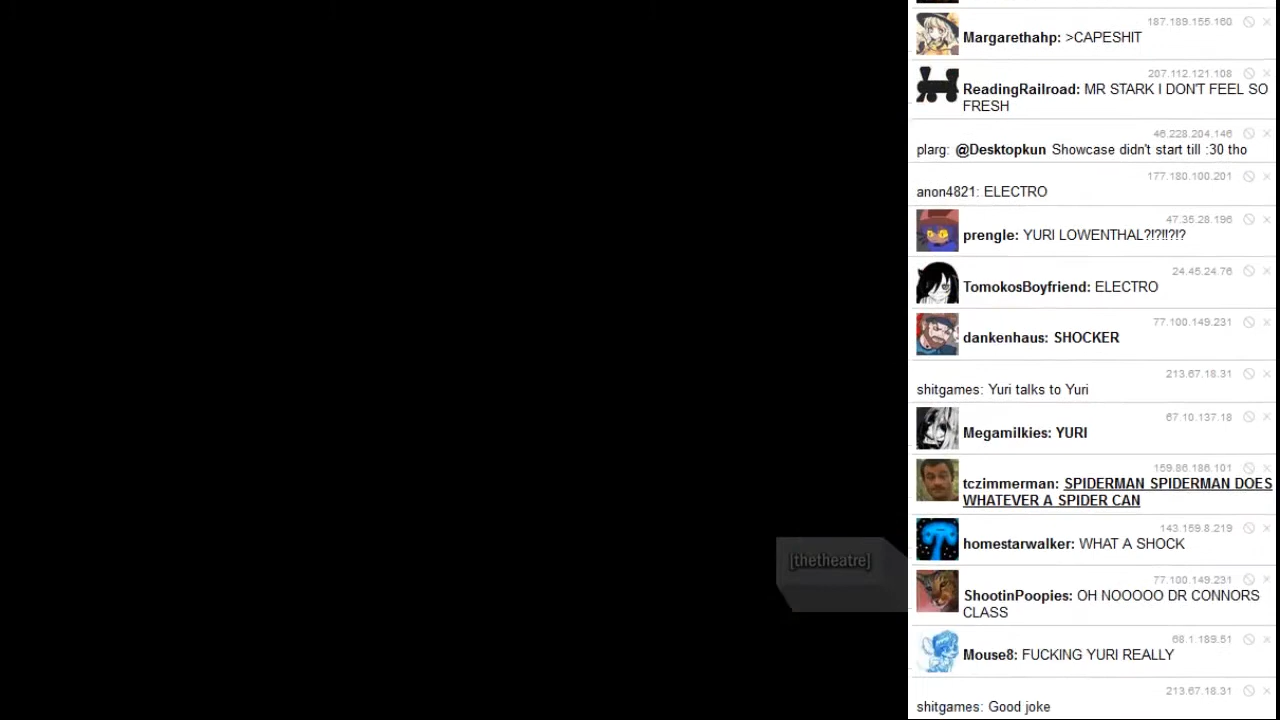 187.189.155.160
Margarethahp: >CAPESHIT
207.112.121.108
ReadingRailroad: MR STARK I DON'T FEEL SO
FRESH
46.228.204.146
plarg: @Desktopkun Showcase didn't start till :30 tho
177.180.100.201
anon4821: ELECTRO
47.35.28.196
prengle: YURI LOWENTHAL?!?!!?!?
24.45.24.76
TomokosBoyfriend: ELECTRO
77.100.149.231
dankenhaus: SHOCKER
213.67.18.31
shitgames: Yuri talks to Yuri
67.10.137.18
Megamilkies: YURI
159.86.186.101
tczimmerman: SPIDERMAN SPIDERMAN DOES
WHATEVER A SPIDER CAN
143.159.8.219
homestarwalker: WHAT A SHOCK
[thetheatre]
77.100.149.231
ShootinPoopies: OH NOOOOO DR CONNORS
CLASS
68.1.189.51
Mouse8: FUCKING YURI REALLY
213.67.18.31
shitgames: Good joke